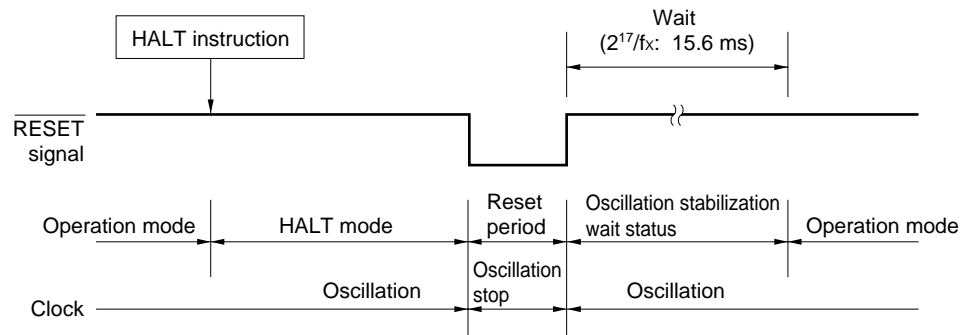 Wait
(2¹⁷/fx: 15.6 ms)
HALT instruction
RESET
signal
Operation mode
HALT mode
Reset
period
Oscillation stabilization
wait status
Operation mode
Clock
Oscillation
Oscillation
stop
Oscillation